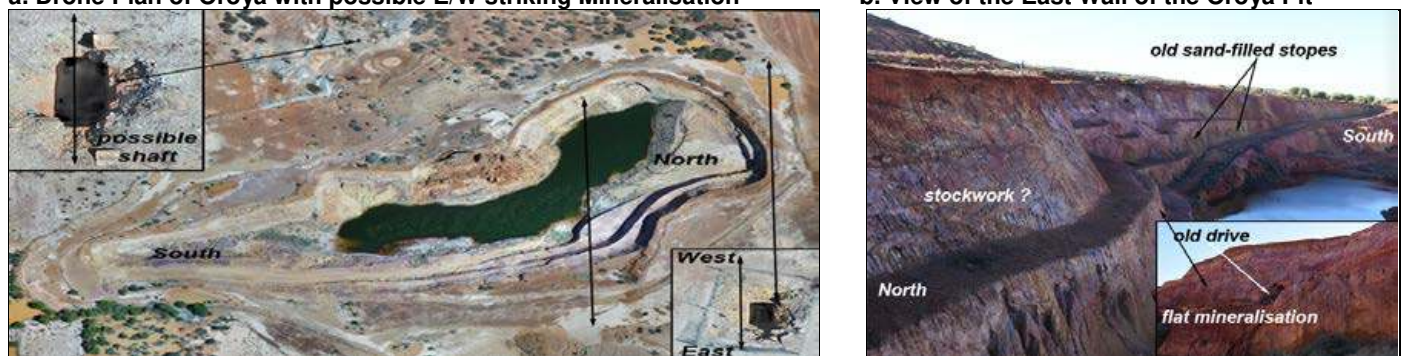 a. Drone Plan of Croya with possible E/W striking Mineralisation
b. View of the East Wall of the Croya Pit
possible
shaft
North
South
West
East
old sand-filled stopes
South
stockwork ?
old drive
North
flat mineralisation